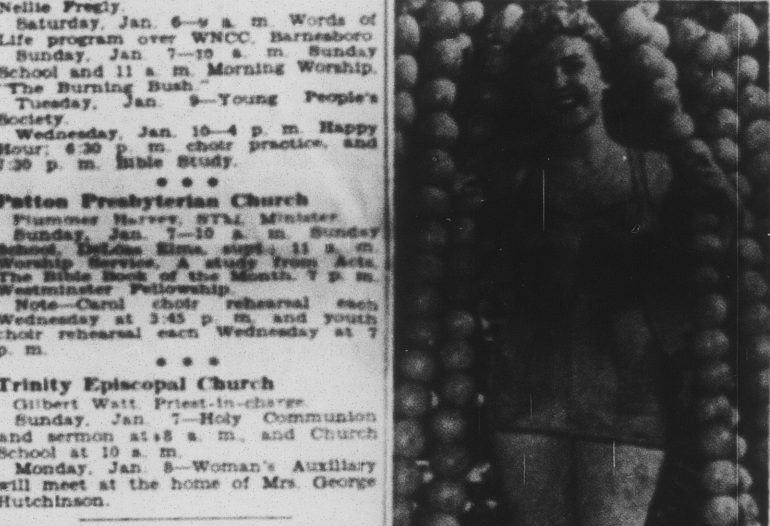 Nellie Fregly.
Saturday, Jan. 6—9 a. m. Words of
Life program over WNCC, Barnesboro
Sunday, Jan. 7—10 a. m. Sunday
School and 11 a. m. Morning Worship,
"The Burning Bush."
Tuesday, Jan. 9—Young People's
Society.
Wednesday, Jan. 10—4 p. m. Happy
Hour; 6:30 p. m. choir practice, and
7:30 p. m. Bible Study.
• • •
Patton Presbyterian Church
Plummer Harvey, STM, Minister
Sunday, Jan. 7—10 a. m. Sunday
School, Elms, supt.; 11 a. m.
Worship Service. A study from Acts,
The Bible Book of the Month. 7 p. m.
Westminster Fellowship.
Note—Carol choir rehearsal each
Wednesday at 3:45 p. m. and youth
choir rehearsal each Wednesday at 7
p. m.
• • •
Trinity Episcopal Church
Gilbert Watt, Priest-in-charge
Sunday, Jan. 7—Holy Communion
and sermon at 8 a. m., and Church
School at 10 a. m.
Monday, Jan. 8—Woman's Auxiliary
will meet at the home of Mrs. George
Hutchinson.